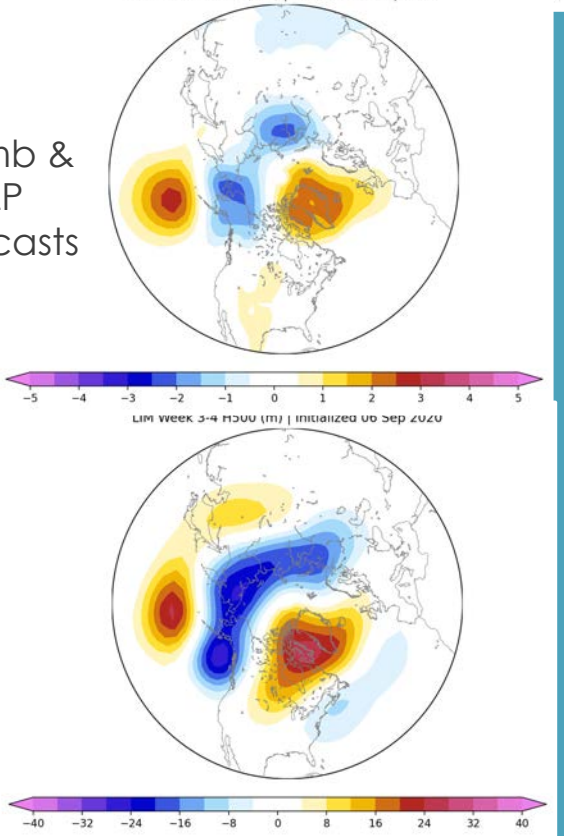 nb &
P
casts
−5 −4 −3 −2 −1 0 1 2 3 4 5
LIM Week 3-4 H500 (m) | Initialized 06 Sep 2020
−40 −32 −24 −16 −8 0 8 16 24 32 40